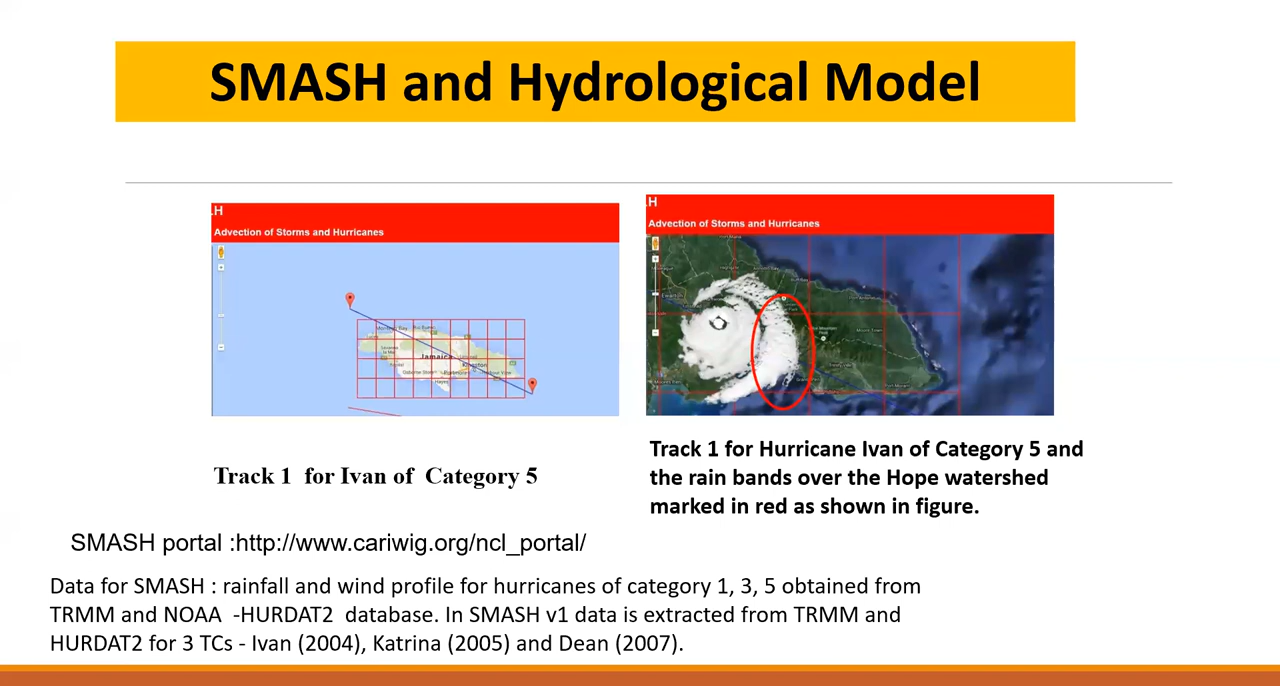 SMASH and Hydrological Model
.H
Advection of Storms and Hurricanes
Jamaica
Kingston
Track 1 for Ivan of Category 5
.H
Advection of Storms and Hurricanes
Track 1 for Hurricane Ivan of Category 5 and
the rain bands over the Hope watershed
marked in red as shown in figure.
SMASH portal :http://www.cariwig.org/ncl_portal/
Data for SMASH : rainfall and wind profile for hurricanes of category 1, 3, 5 obtained from
TRMM and NOAA -HURDAT2 database. In SMASH v1 data is extracted from TRMM and
HURDAT2 for 3 TCs - Ivan (2004), Katrina (2005) and Dean (2007).